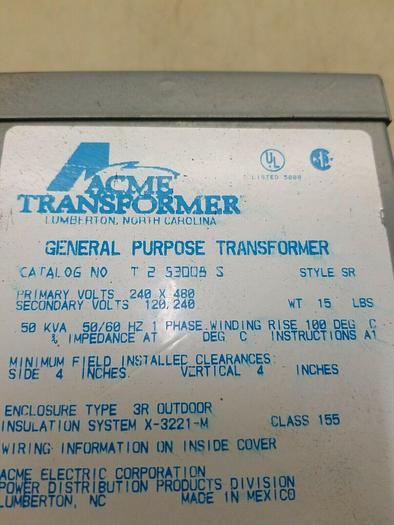 ACME
TRANSFORMER
LUMBERTON, NORTH CAROLINA
UL
LISTED 5000
GENERAL PURPOSE TRANSFORMER
CATALOG NO T 2 53008 S STYLE SR
PRIMARY VOLTS 240 X 480
SECONDARY VOLTS 120/240 WT 15 LBS
50 KVA 50/60 HZ 1 PHASE WINDING RISE 100 DEG C
% IMPEDANCE AT DEG C INSTRUCTIONS A1
MINIMUM FIELD INSTALLED CLEARANCES:
SIDE 4 INCHES VERTICAL 4 INCHES
ENCLOSURE TYPE 3R OUTDOOR
INSULATION SYSTEM X-3221-M CLASS 155
WIRING INFORMATION ON INSIDE COVER
ACME ELECTRIC CORPORATION
POWER DISTRIBUTION PRODUCTS DIVISION
LUMBERTON, NC MADE IN MEXICO